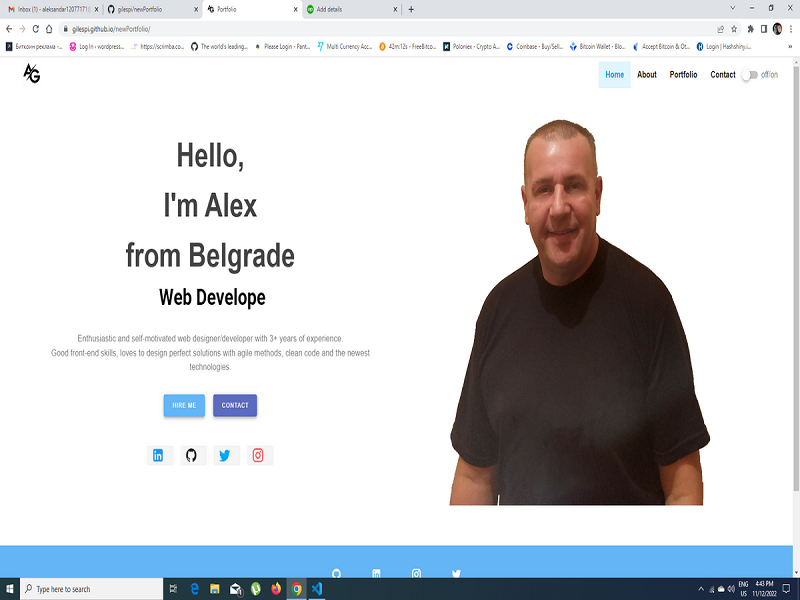 Inbox (1) - aleksandar12077171@
gilespi/newPortfolio
Portfolio
Add details
gilespi.github.io/newPortfolio/
Биткоин реклама -...
Log In ‹ wordpress...
https://scrimba.co...
The world's leading...
Please Login - Fant...
Multi Currency Acc...
42m:12s - FreeBitco...
Poloniex - Crypto A...
Coinbase - Buy/Sell...
Bitcoin Wallet - Blo...
Accept Bitcoin & Ot...
Login | Hashshiny.i...
AG
Home
About
Portfolio
Contact
off/on
Hello,
I'm Alex
from Belgrade
Web Develope
Enthusiastic and self-motivated web designer/developer with 3+ years of experience.
Good front-end skills, loves to design perfect solutions with agile methods, clean code and the newest
technologies.
HIRE ME
CONTACT
Type here to search
ENG
US
4:43 PM
11/12/2022